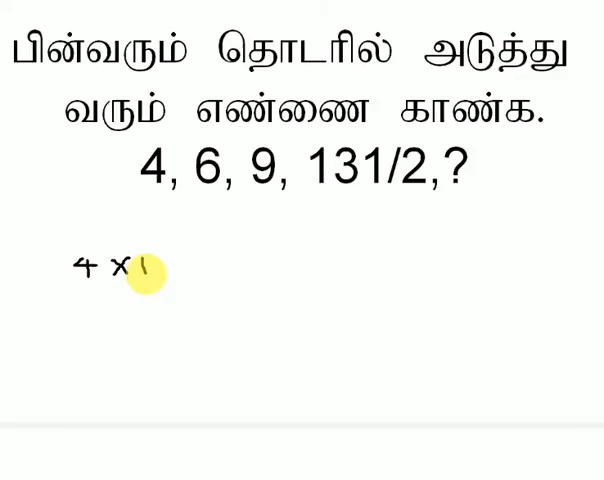 பின்வரும் தொடரில் அடுத்து
வரும் எண்ணை காண்க.
4, 6, 9, 131/2,?
4 ×1